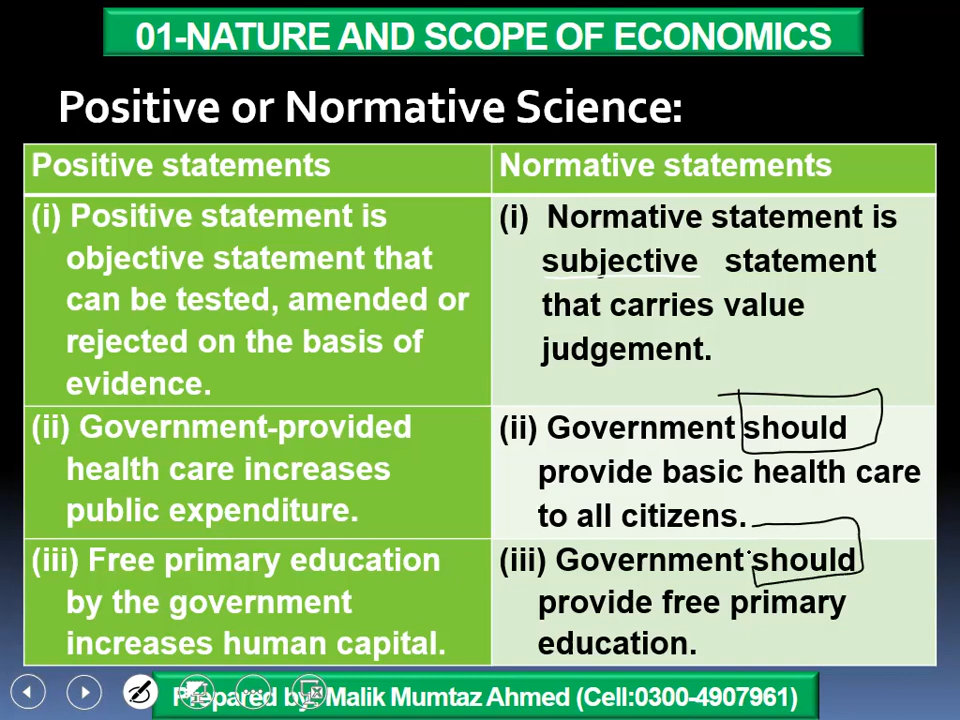 01-NATURE AND SCOPE OF ECONOMICS
Positive or Normative Science:
Positive statements
Normative statements
(i) Positive statement is
objective statement that
can be tested, amended or
rejected on the basis of
evidence.
(i) Normative statement is
subjective statement
that carries value
judgement.
(ii) Government-provided
health care increases
public expenditure.
(ii) Government should
provide basic health care
to all citizens.
(iii) Free primary education
by the government
increases human capital.
(iii) Government should
provide free primary
education.
Prepared by: Malik Mumtaz Ahmed (Cell:0300-4907961)